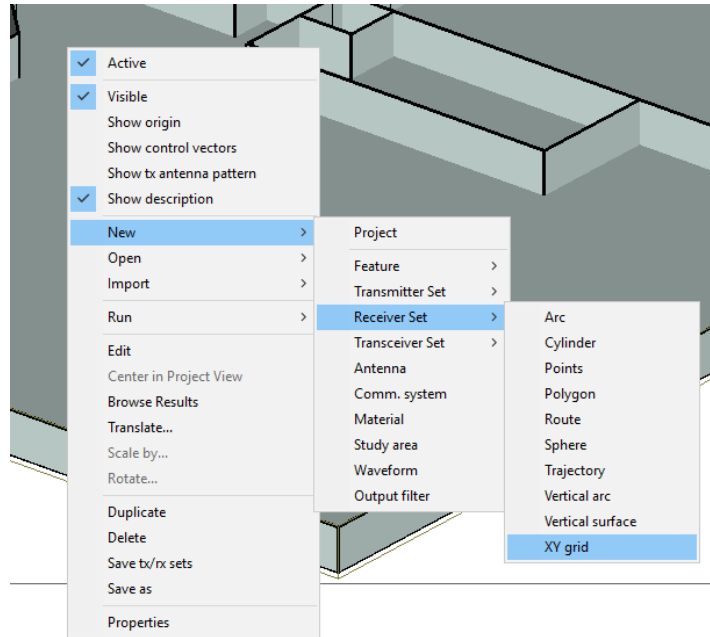 Active
Visible
Show origin
Show control vectors
Show tx antenna pattern
Show description
New
Open
Import
Run
Edit
Center in Project View
Browse Results
Translate...
Scale by...
Rotate...
Duplicate
Delete
Save tx/rx sets
Save as
Properties
Project
Feature
Transmitter Set
Receiver Set
Transceiver Set
Antenna
Comm. system
Material
Study area
Waveform
Output filter
Arc
Cylinder
Points
Polygon
Route
Sphere
Trajectory
Vertical arc
Vertical surface
XY grid